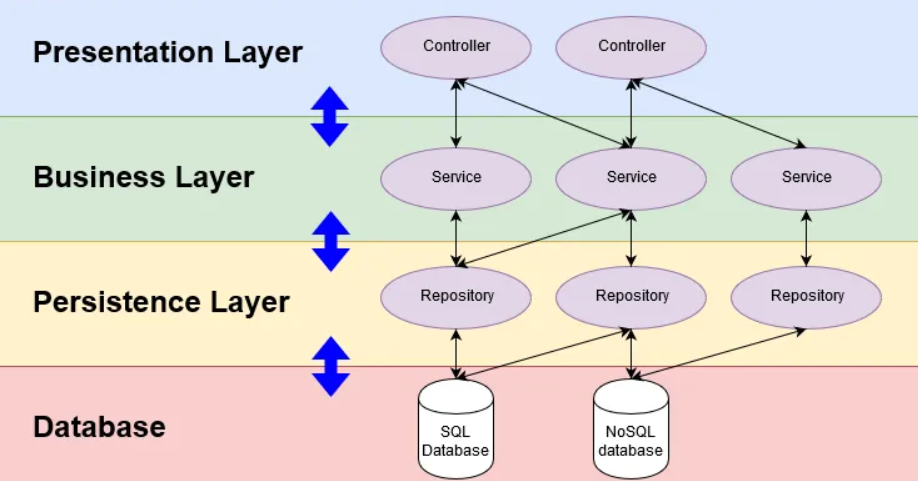 Presentation Layer
Controller
Controller
Business Layer
Service
Service
Service
Persistence Layer
Repository
Repository
Repository
Database
SQL
Database
NoSQL
database